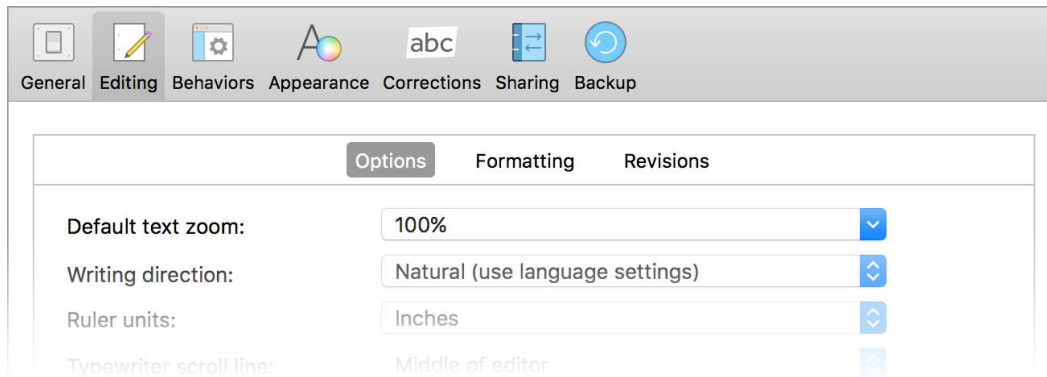 abc
General Editing Behaviors Appearance Corrections Sharing Backup
Options Formatting Revisions
Default text zoom: 100%
Writing direction: Natural (use language settings)
Ruler units: Inches
Typewriter scroll line: Middle of editor